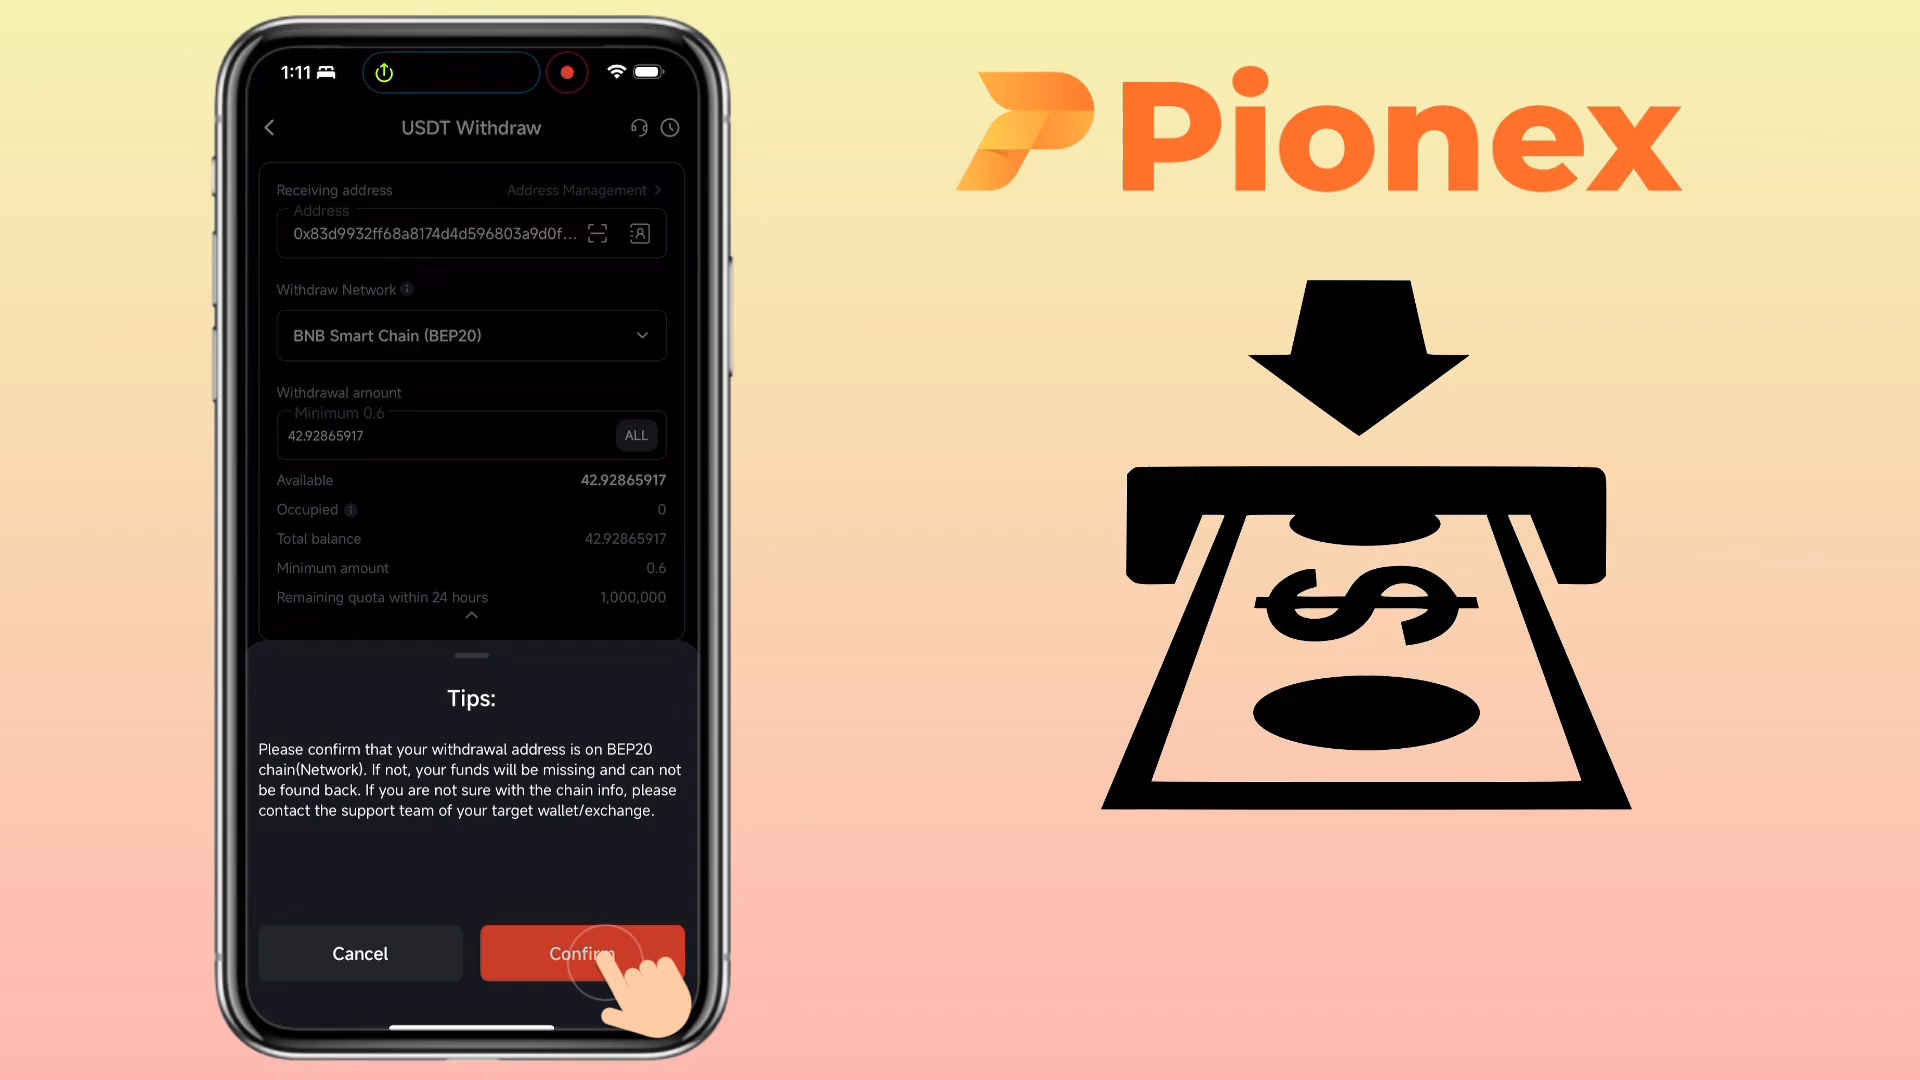 1:11
USDT Withdraw
Receiving address
Address Management
Address
0x83d9932ff68a8174d4d596803a9d0f...
Withdraw Network
BNB Smart Chain (BEP20)
Withdrawal amount
Minimum 0.6
42.92865917
ALL
Available 42.92865917
Occupied 0
Total balance 42.92865917
Minimum amount 0.6
Remaining quota within 24 hours 1,000,000
Tips:
Please confirm that your withdrawal address is on BEP20
chain(Network). If not, your funds will be missing and can not
be found back. If you are not sure with the chain info, please
contact the support team of your target wallet/exchange.
Cancel
Confirm
Pionex
$